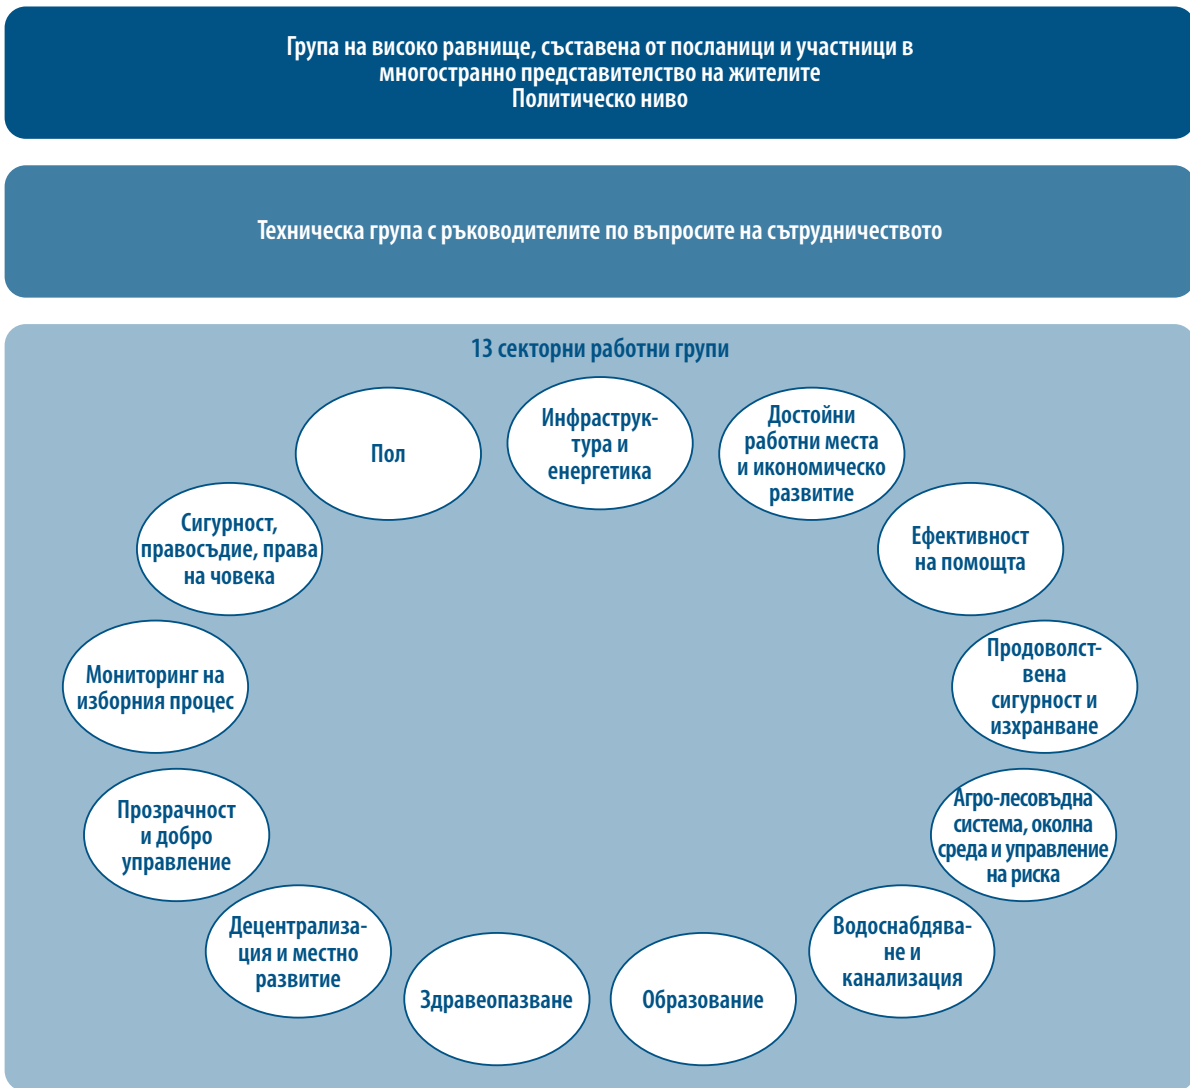 Група на високо равнище, съставена от посланици и участници в
многостранно представителство на жителите
Политическо ниво
Техническа група с ръководителите по въпросите на сътрудничеството
13 секторни работни групи
Пол
Инфраструк-
тура и
енергетика
Достойни
работни места
и икономическо
развитие
Ефективност
на помощта
Продоволст-
вена
сигурност и
изхранване
Агро-лесовъдна
система, околна
среда и управление
на риска
Водоснабдява-
не и
канализация
Образование
Здравеопазване
Децентрализа-
ция и местно
развитие
Прозрачност
и добро
управление
Мониторинг на
изборния процес
Сигурност,
правосъдие, права
на човека